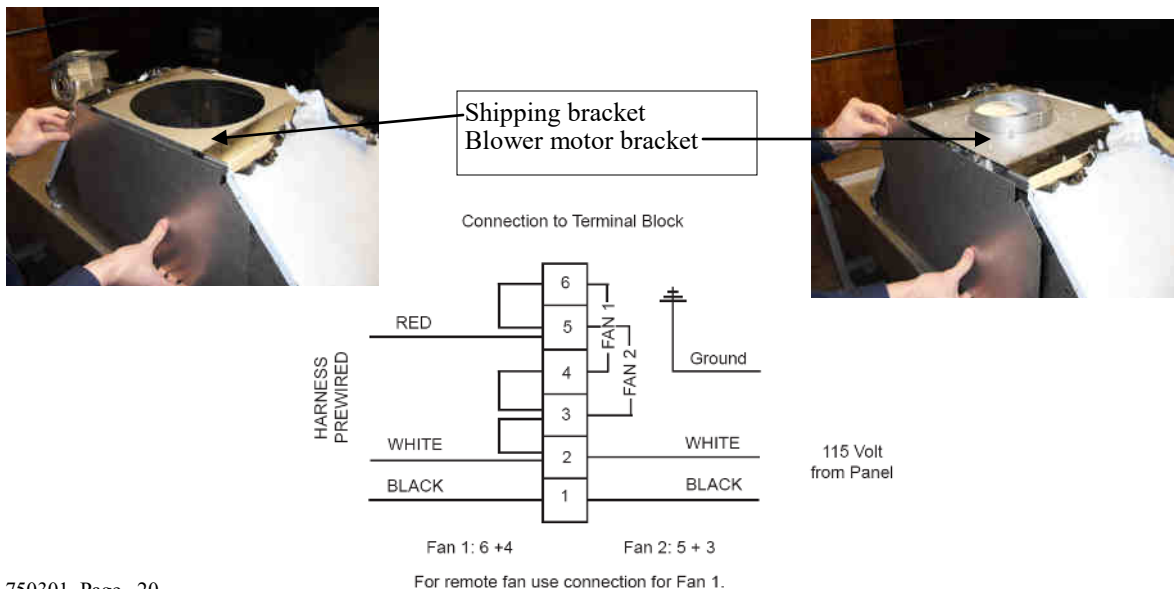 Shipping bracket
Blower motor bracket
Connection to Terminal Block
6
5
4
3
2
1
FAN 1
FAN 2
RED
HARNESS
PREWIRED
WHITE
BLACK
Ground
WHITE
BLACK
115 Volt
from Panel
Fan 1: 6 +4
Fan 2: 5 + 3
For remote fan use connection for Fan 1.
750301 Page 20